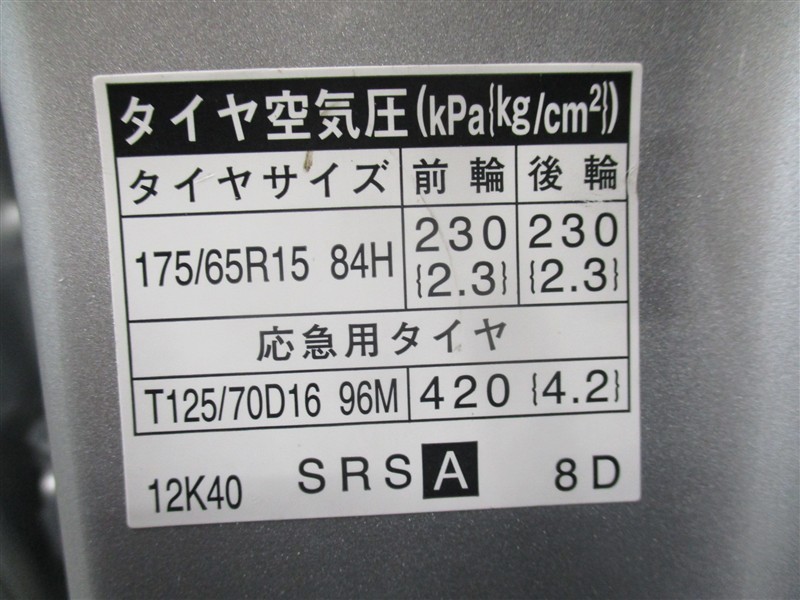 タイヤ空気圧(kPa{kg/cm²})
タイヤサイズ 前輪 後輪
175/65R15 84H 230 {2.3} 230 {2.3}
応急用タイヤ
T125/70D16 96M 420 {4.2}
12K40 SRS A 8D